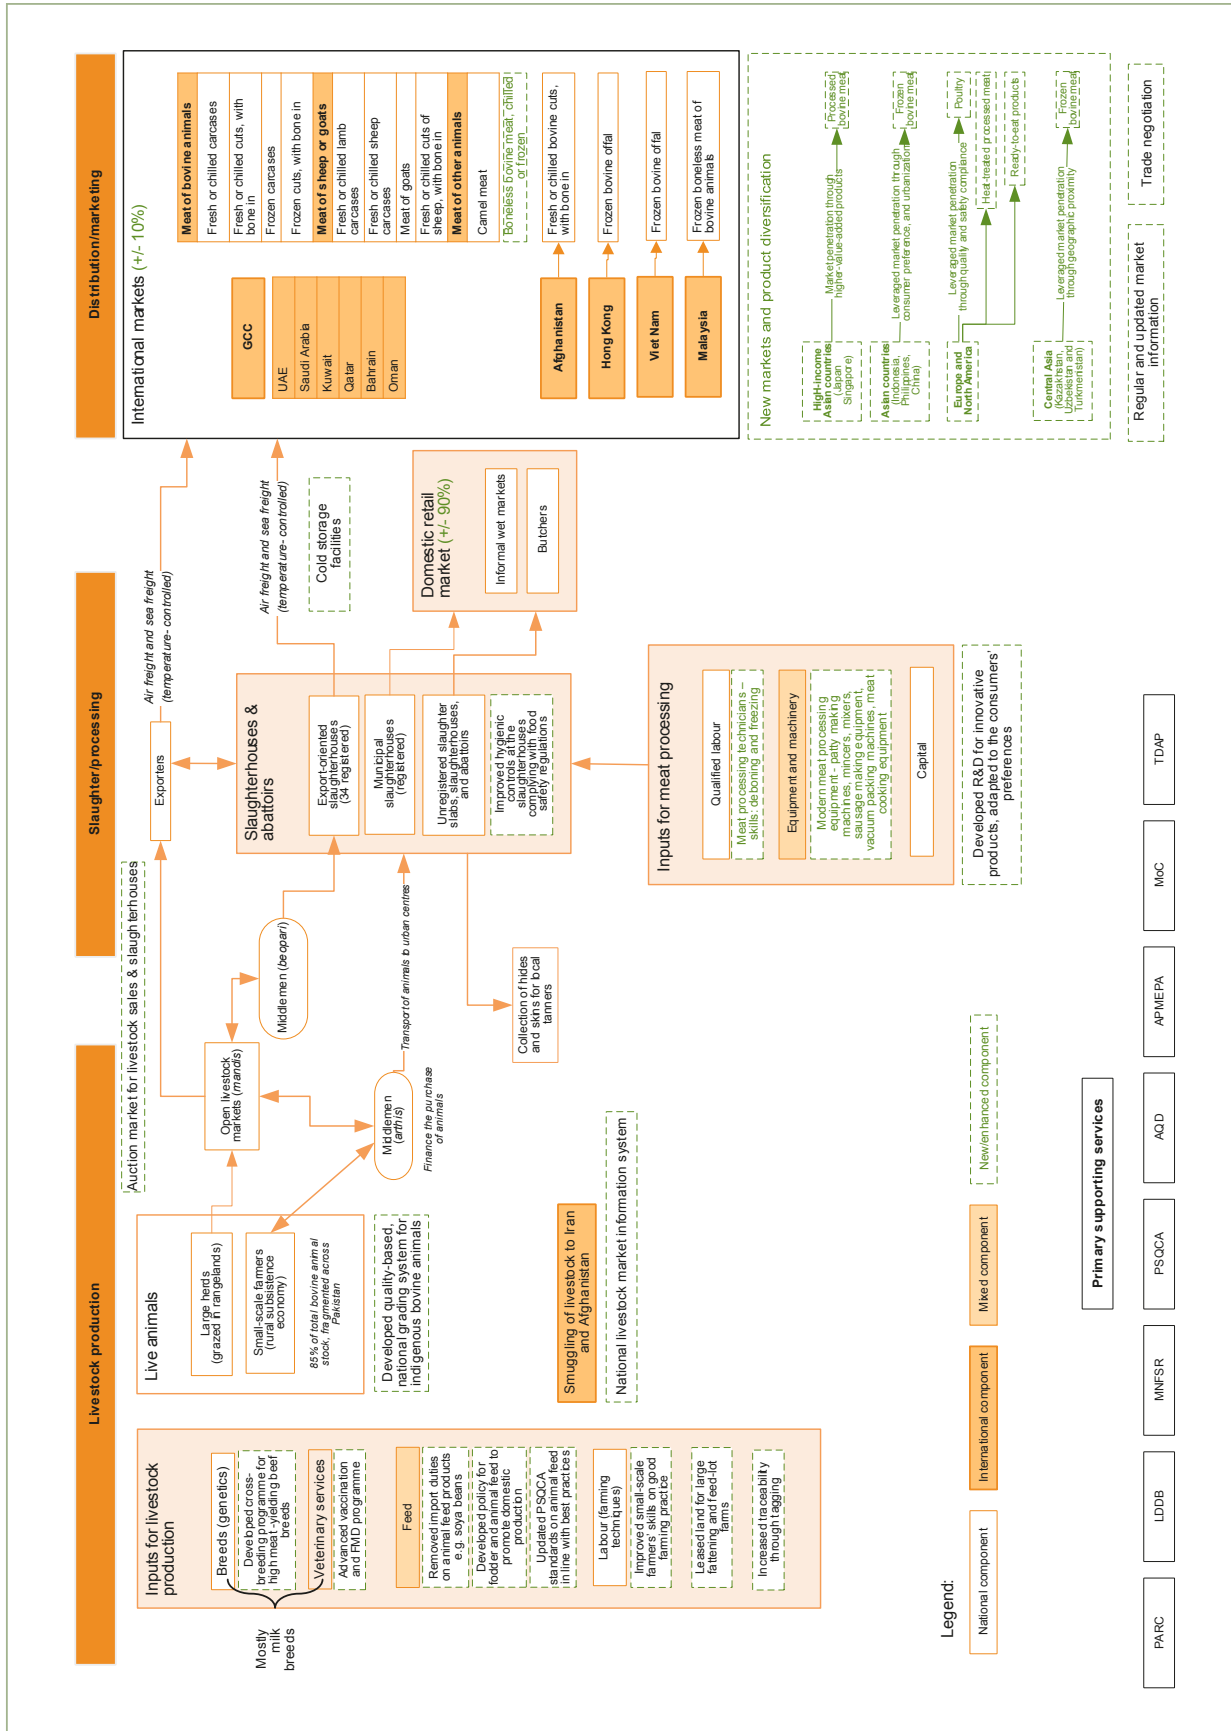 Livestock production
Slaughter/processing
Distribution/marketing
Inputs for livestock
production
Breeds (genetics)
Developed cross-
breeding programme for
high meat-yielding beef
breeds
Veterinary services
Advanced vaccination
and FMD programme
Mostly
milk
breeds
Feed
Removed import duties
on animal feed products
e.g. soya beans
Developed policy for
fodder and animal feed to
promote domestic
production
Updated PSQCA
standards on animal feed
in line with best practices
Labour (farming
techniques)
Improved small-scale
farmers' skills on good
farming practice
Leased land for large
fattening and feed-lot
farms
Increased traceability
through tagging
Live animals
Large herds
(grazed in rangelands)
Small-scale farmers
(rural subsistence
economy)
85% of total bovine animal
stock, fragmented across
Pakistan
Developed quality-based,
national grading system for
indigenous bovine animals
Smuggling of livestock to Iran
and Afghanistan
National livestock market information system
Auction market for livestock sales & slaughterhouses
Open livestock
markets (mandis)
Middlemen (beopari)
Middlemen
(arthis)
Finance the purchase
of animals
Transport of animals to urban centres
Collection of hides
and skins for local
tanners
Exporters
Air freight and sea freight
(temperature- controlled)
Slaughterhouses &
abattoirs
Export-oriented
slaughterhouses
(34 registered)
Municipal
slaughterhouses
(registered)
Unregistered slaughter
slabs, slaughterhouses,
and abattoirs
Improved hygienic
controls at the
slaughterhouses
complying with food
safety regulations
Air freight and sea freight
(temperature- controlled)
Cold storage
facilities
Domestic retail
market (+/- 90%)
Informal wet markets
Butchers
Inputs for meat processing
Qualified labour
Meat processing technicians –
skills: deboning and freezing
Equipment and machinery
Modern meat processing
equipment - patty making
machines, mincers, mixers,
sausage making equipment,
vacuum packing machines, meat
cooking equipment
Capital
Developed R&D for innovative
products, adapted to the consumers'
preferences
International markets (+/- 10%)
GCC
UAE
Saudi Arabia
Kuwait
Qatar
Bahrain
Oman
Meat of bovine animals
Fresh or chilled carcases
Fresh or chilled cuts, with
bone in
Frozen carcases
Frozen cuts, with bone in
Meat of sheep or goats
Fresh or chilled lamb
carcases
Fresh or chilled sheep
carcases
Meat of goats
Fresh or chilled cuts of
sheep, with bone in
Meat of other animals
Camel meat
Boneless bovine meat, chilled
or frozen
Afghanistan
Fresh or chilled bovine cuts,
with bone in
Hong Kong
Frozen bovine offal
Viet Nam
Frozen bovine offal
Malaysia
Frozen boneless meat of
bovine animals
New markets and product diversification
HigH-income
Asian countries
(Japan
Singapore)
Market penetration through
higher-value-added products
Processed
bovine meat
Asian countries
(Indonesia,
Philippines,
China)
Leveraged market penetration through
consumer preference, and urbanization
Frozen
bovine meat
Europe and
North America
Leveraged market penetration
through quality and safety compliance
Poultry
Heat-treated processed meat
Ready-to-eat products
Central Asia
(Kazakhstan,
Uzbekistan and
Turkmenistan)
Leveraged market penetration
through geographic proximity
Frozen
bovine meat
Regular and updated market
information
Trade negotiation
Legend:
National component
International component
Mixed component
New/enhanced component
Primary supporting services
PARC
LDDB
MNFSR
PSQCA
AQD
APMEPA
MoC
TDAP